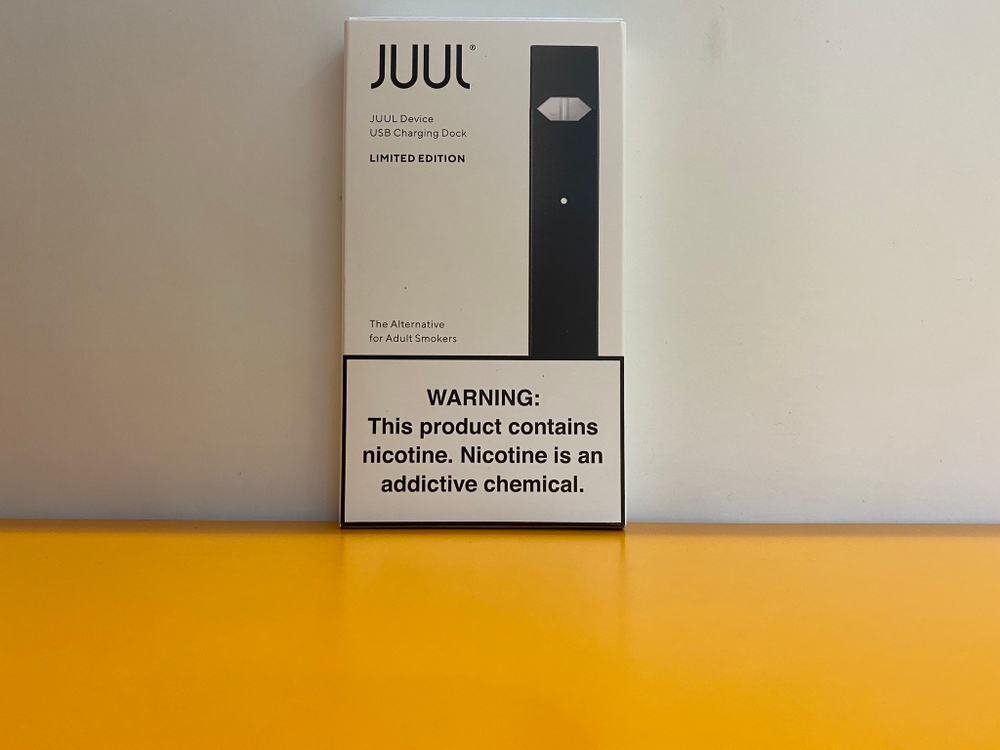 JUUL®
JUUL Device
USB Charging Dock
LIMITED EDITION
The Alternative
for Adult Smokers
WARNING:
This product contains
nicotine. Nicotine is an
addictive chemical.